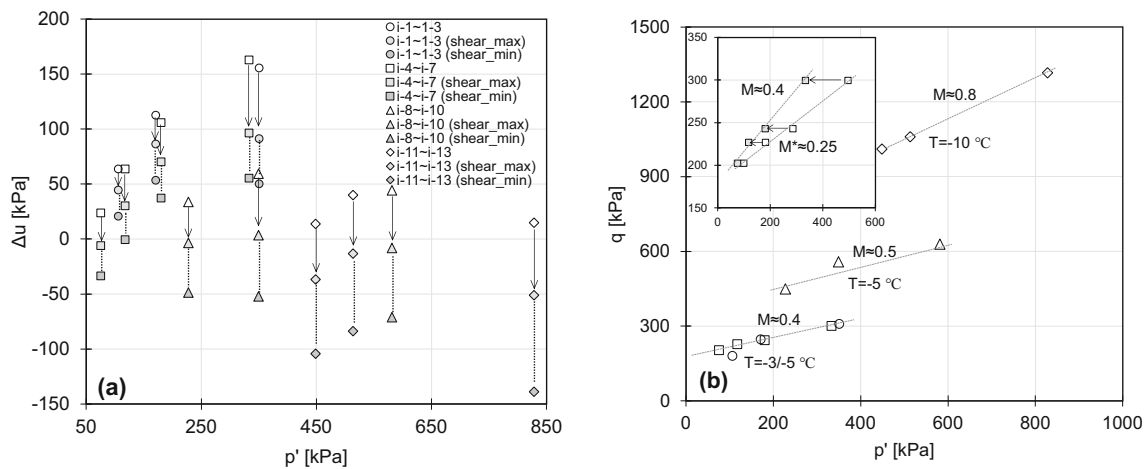 200
150
100
50
0
-50
-100
-150
Δu [kPa]
50
250
450
650
850
p' [kPa]
(a)
i-1~1-3
i-1~1-3 (shear_max)
i-1~1-3 (shear_min)
i-4~i-7
i-4~i-7 (shear_max)
i-4~i-7 (shear_min)
i-8~i-10
i-8~i-10 (shear_max)
i-8~i-10 (shear_min)
i-11~i-13
i-11~i-13 (shear_max)
i-11~i-13 (shear_min)
1500
1200
900
600
300
0
q [kPa]
0
200
400
600
800
1000
p' [kPa]
(b)
350
300
250
200
150
0
200
400
600
M≈0.4
M*≈0.25
M≈0.8
T=-10 °C
M≈0.5
T=-5 °C
M≈0.4
T=-3/-5 °C